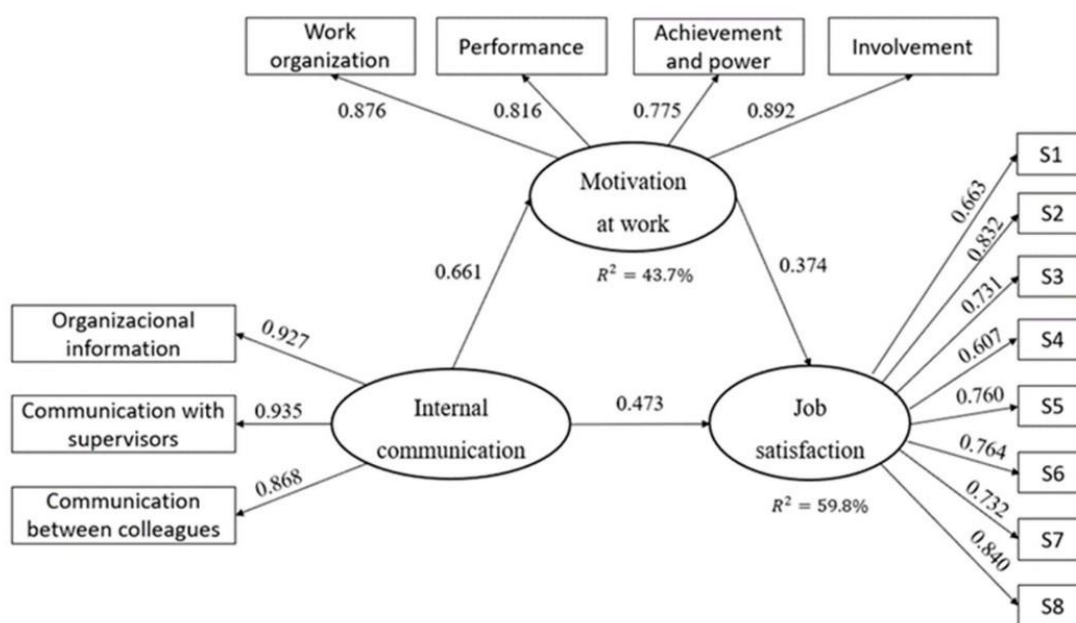 Work
organization
Performance
Achievement
and power
Involvement
0.876
0.816
0.775
0.892
Motivation
at work
R² = 43.7%
0.661
0.374
Organizacional
information
Communication with
supervisors
Communication
between colleagues
0.927
0.935
0.868
Internal
communication
0.473
Job
satisfaction
R² = 59.8%
0.663
0.832
0.731
0.607
0.760
0.764
0.732
0.840
S1
S2
S3
S4
S5
S6
S7
S8